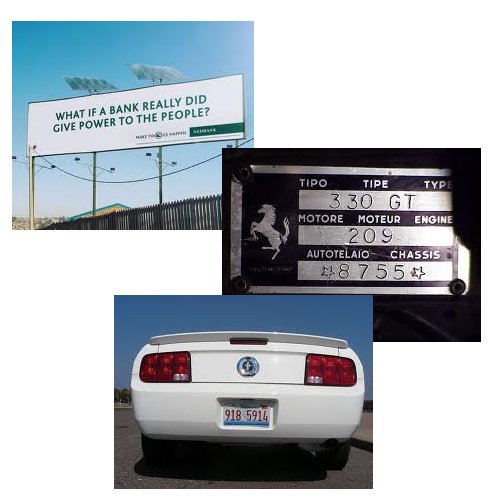 WHAT IF A BANK REALLY DID
GIVE POWER TO THE PEOPLE?
MAKE THINGS HAPPEN NEDBANK
TIPO TIPE TYPE
330 GT
MOTORE MOTEUR ENGINE
209
AUTOTELAIO CHASSIS
8755
918 5914